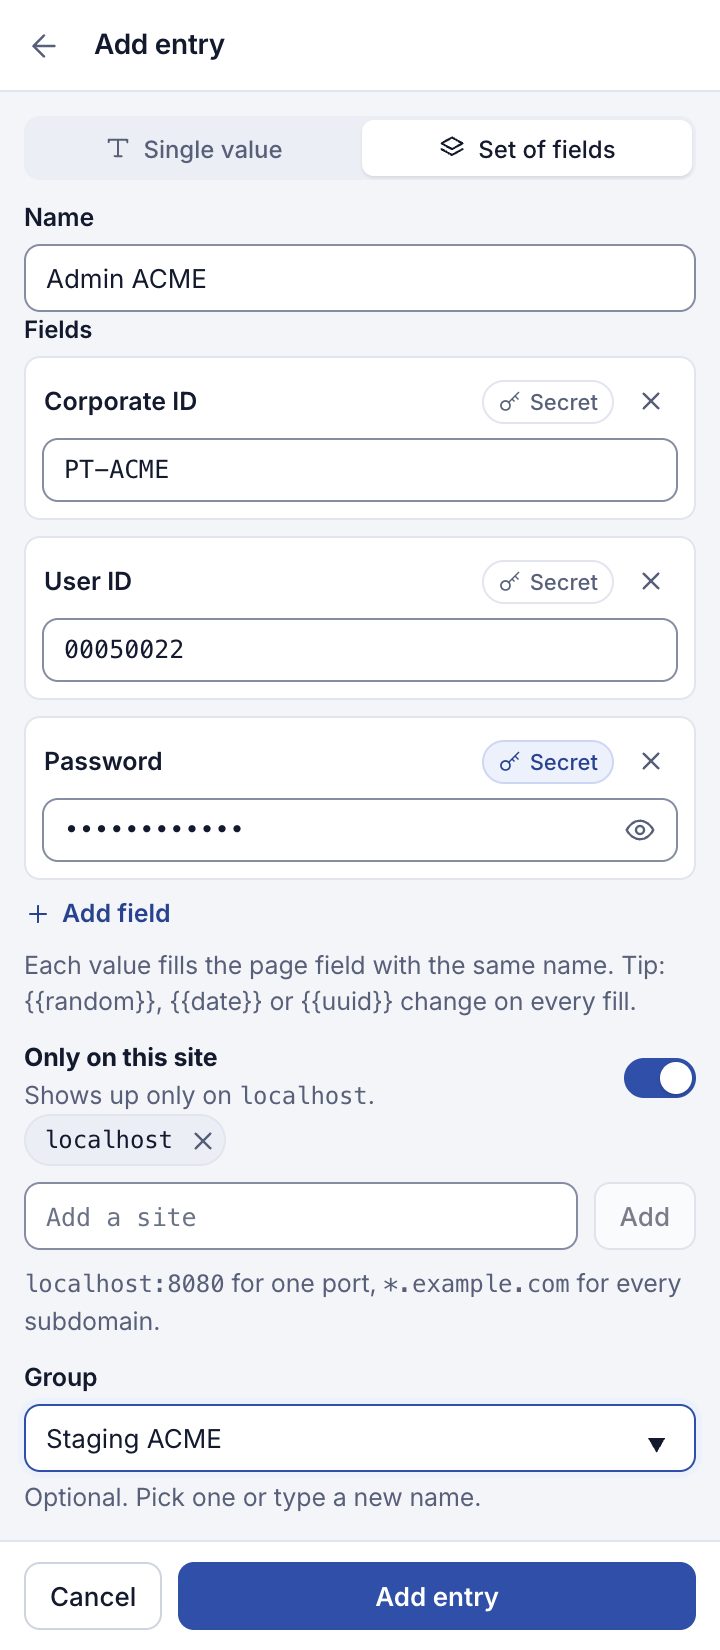 Add entry
Single value
Set of fields
Name
Admin ACME
Fields
Corporate ID
Secret
PT-ACME
User ID
Secret
00050022
Password
Secret
••••••••••••
Add field
Each value fills the page field with the same name. Tip:
{{random}}, {{date}} or {{uuid}} change on every fill.
Only on this site
Shows up only on localhost.
localhost
Add a site
Add
localhost:8080 for one port, *.example.com for every
subdomain.
Group
Staging ACME
Optional. Pick one or type a new name.
Cancel
Add entry